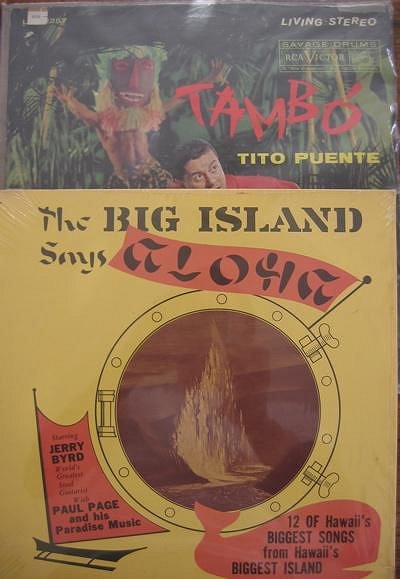 LIVING STEREO
SAVAGE DRUMS
RCA VICTOR
TAMBÓ
TITO PUENTE
The BIG ISLAND
Says ALOHA
Starring
JERRY
BYRD
World's
Greatest
Steel
Guitarist
With
PAUL PAGE
and his
Paradise Music
12 OF Hawaii's
BIGGEST SONGS
from Hawaii's
BIGGEST ISLAND